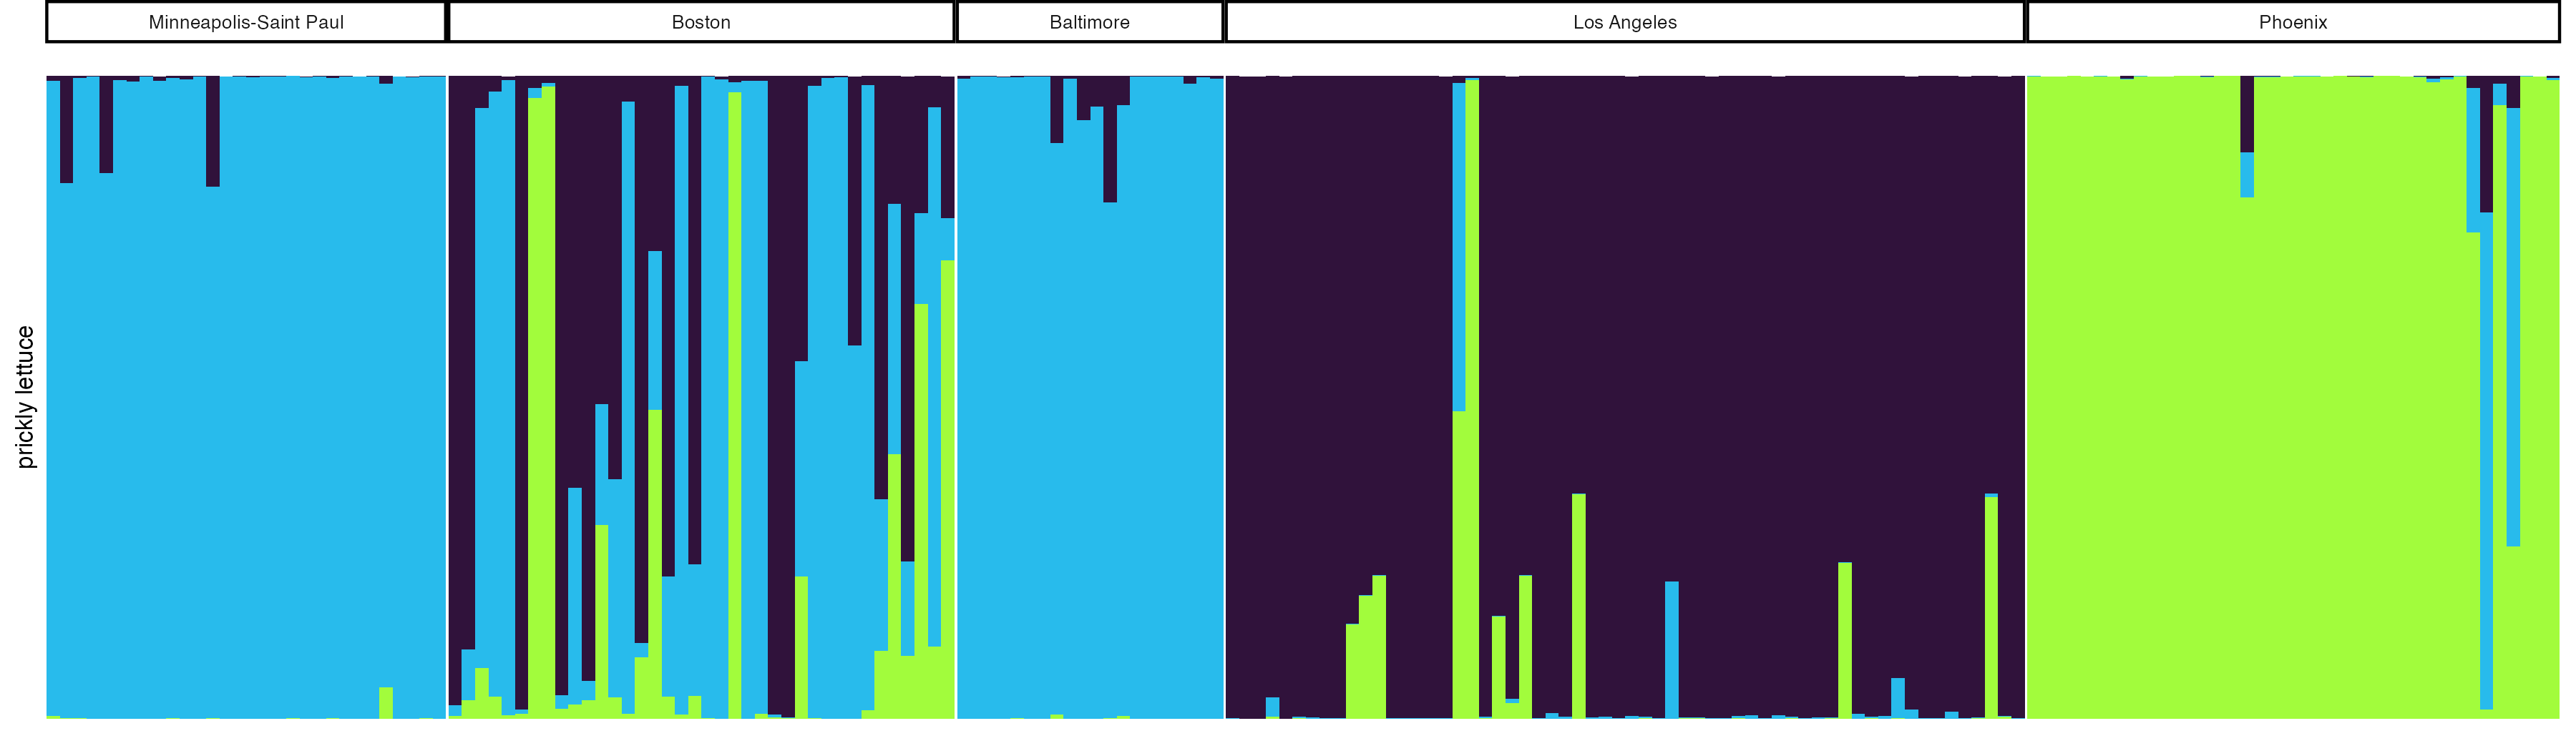 Minneapolis-Saint Paul
Boston
Baltimore
Los Angeles
Phoenix
prickly lettuce